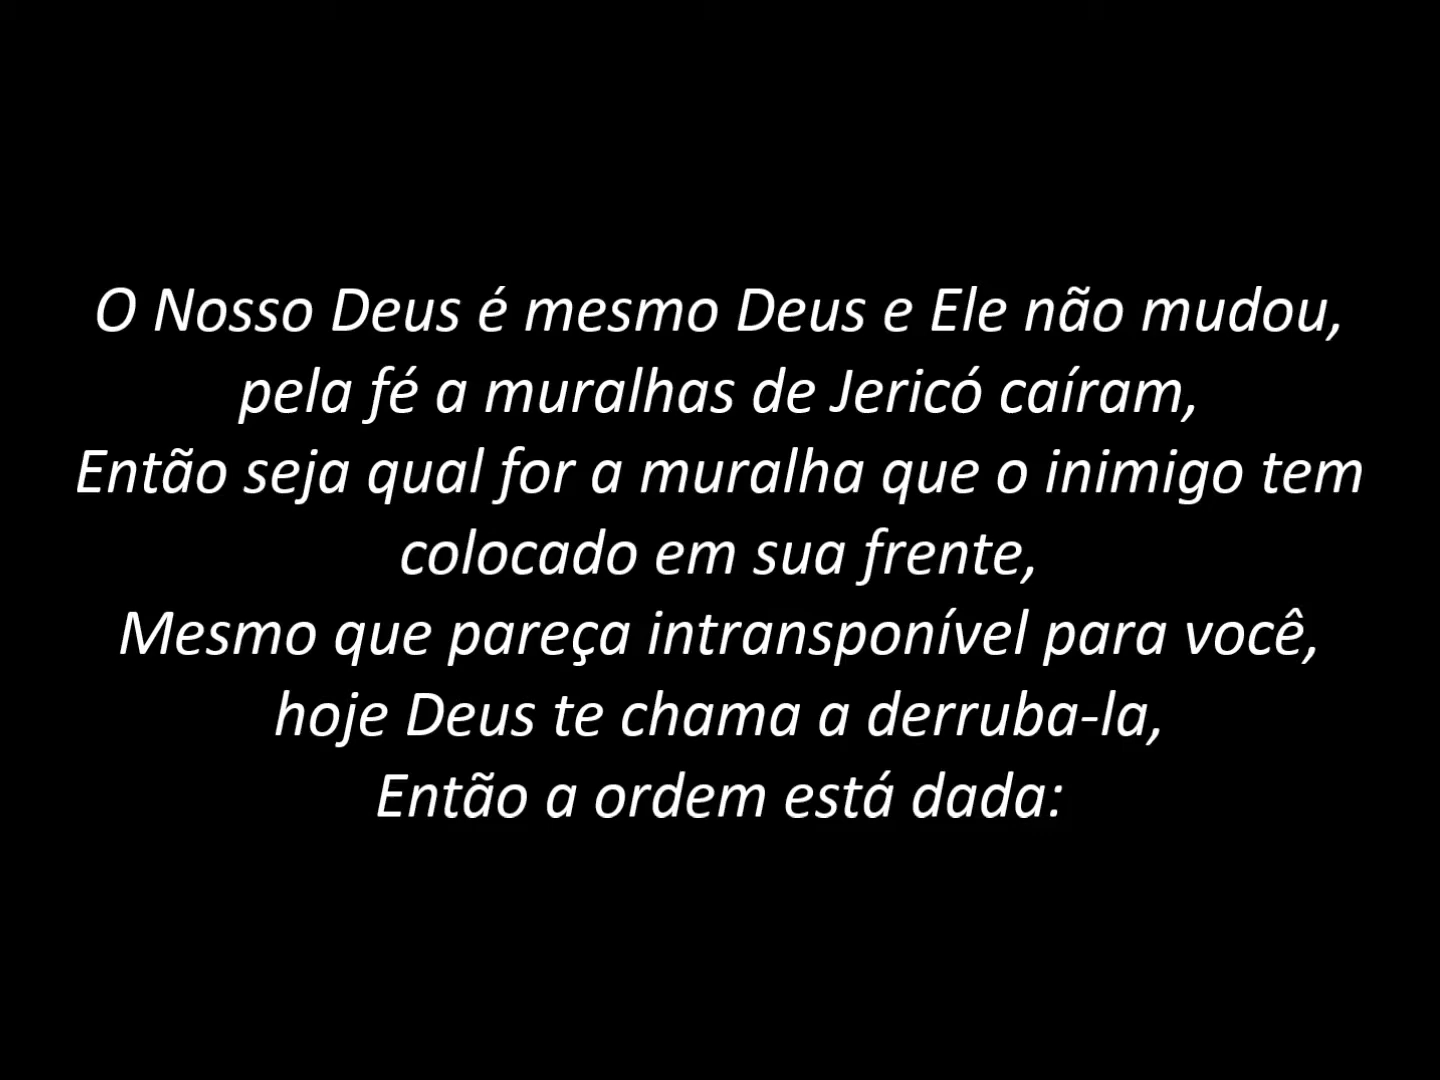 O Nosso Deus é mesmo Deus e Ele não mudou,
pela fé a muralhas de Jericó caíram,
Então seja qual for a muralha que o inimigo tem
colocado em sua frente,
Mesmo que pareça intransponível para você,
hoje Deus te chama a derruba-la,
Então a ordem está dada: